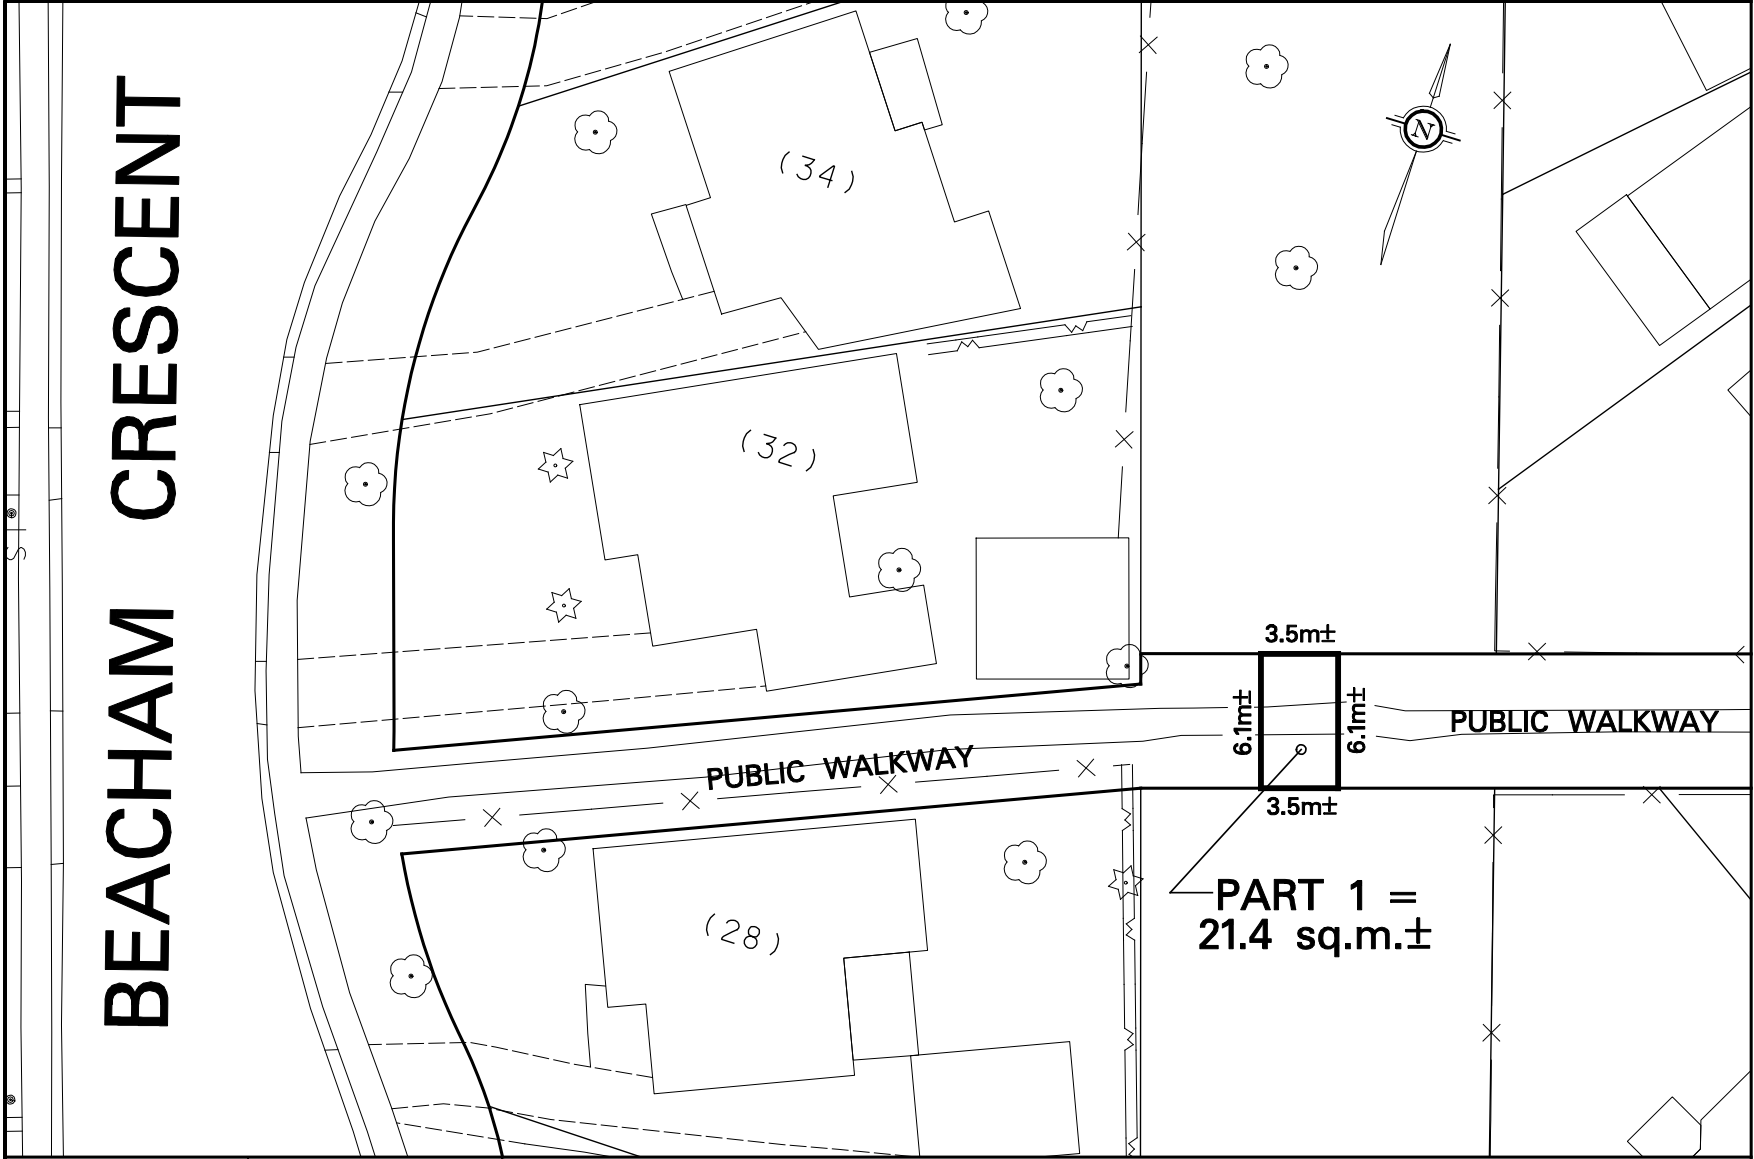 BEACHAM CRESCENT
(34)
N
(32)
S
(28)
3.5m±
6.1m±
6.1m±
3.5m±
PUBLIC WALKWAY
PUBLIC WALKWAY
PART 1 =
21.4 sq.m.±